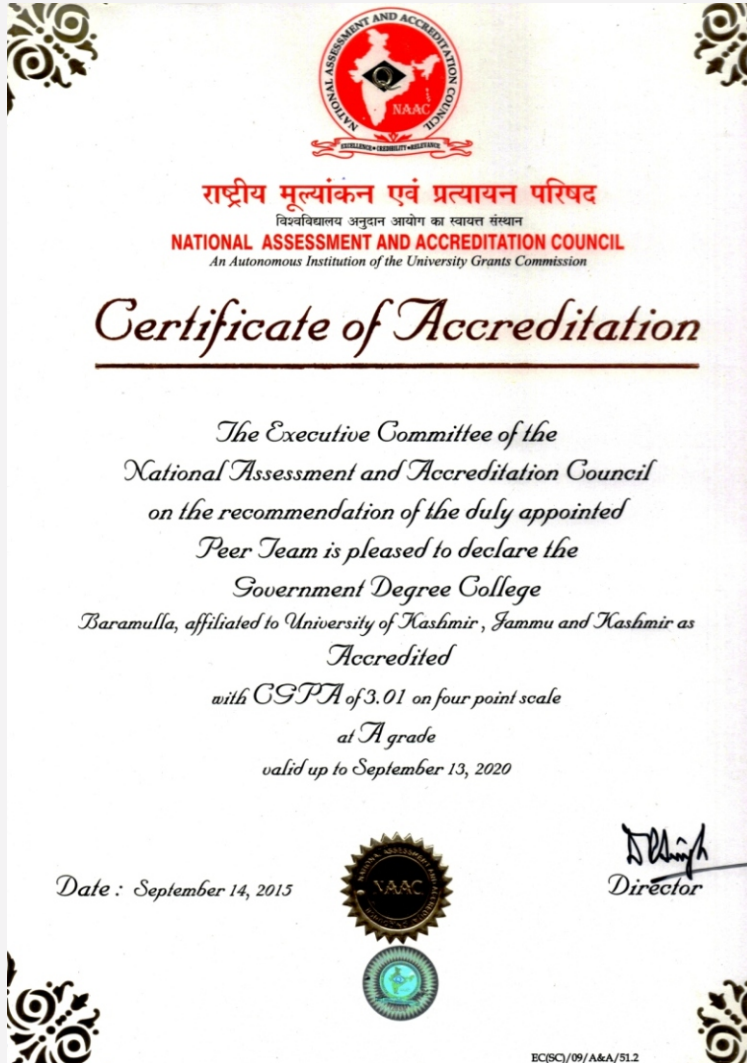 NATIONAL ASSESSMENT AND ACCREDITATION COUNCIL
Q
NAAC
EXCELLENCE • CREDIBILITY • RELEVANCE
राष्ट्रीय मूल्यांकन एवं प्रत्यायन परिषद
विश्वविद्यालय अनुदान आयोग का स्वायत्त संस्थान
NATIONAL ASSESSMENT AND ACCREDITATION COUNCIL
An Autonomous Institution of the University Grants Commission
Certificate of Accreditation
The Executive Committee of the
National Assessment and Accreditation Council
on the recommendation of the duly appointed
Peer Team is pleased to declare the
Government Degree College
Baramulla, affiliated to University of Kashmir, Jammu and Kashmir as
Accredited
with CGPA of 3.01 on four point scale
at A grade
valid up to September 13, 2020
Date : September 14, 2015
NAAC
Director
EC(SC)/09/A&A/51.2